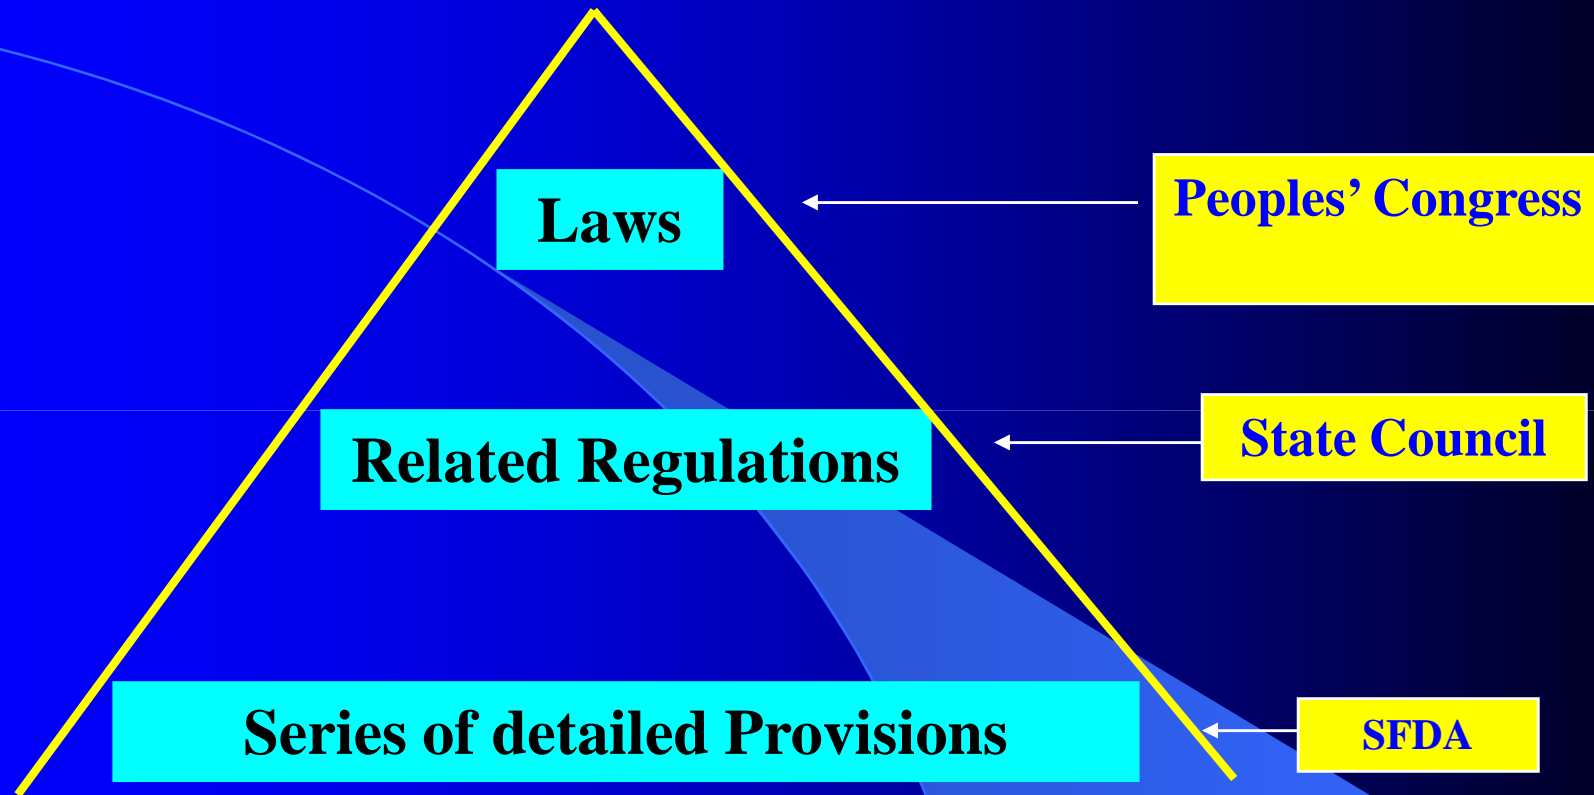 Laws
Peoples’ Congress
Related Regulations
State Council
Series of detailed Provisions
SFDA